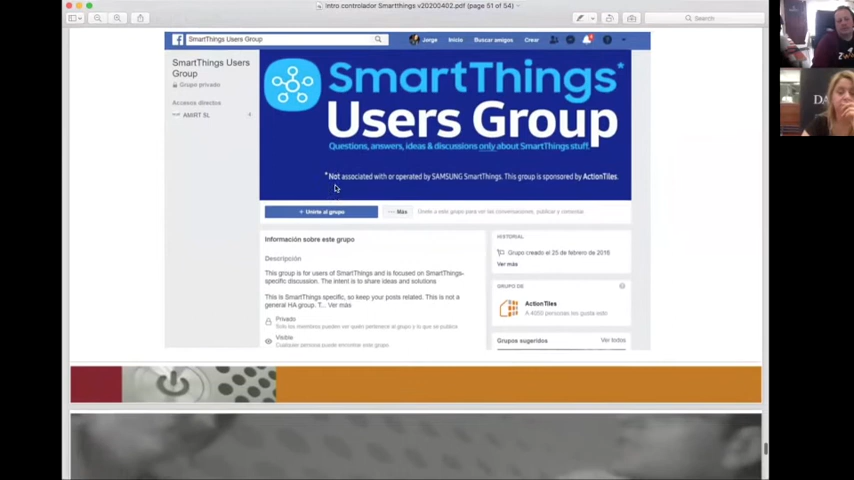 Intro controlador Smartthings v20200402.pdf (page 51 of 54)
Search
SmartThings Users Group
Jorge Inicio Buscar amigos Crear
SmartThings Users
Group
Grupo privado
Accesos directos
AMIRT SL 4
SmartThings*
Users Group
Questions, answers, ideas & discussions only about SmartThings stuff.
*Not associated with or operated by SAMSUNG SmartThings. This group is sponsored by ActionTiles.
+ Unirte al grupo
··· Más
Únete a este grupo para ver las conversaciones, publicar y comentar.
Información sobre este grupo
Descripción
This group is for users of SmartThings and is focused on SmartThings-
specific discussion. The intent is to share ideas and solutions
This is SmartThings specific, so keep your posts related. This is not a
general HA group. T... Ver más
Privado
Solo los miembros pueden ver quién pertenece al grupo y lo que se publica
Visible
Cualquier persona puede encontrar este grupo.
HISTORIAL
Grupo creado el 25 de febrero de 2016
Ver más
GRUPO DE
ActionTiles
A 4050 personas les gusta esto
Grupos sugeridos
Ver todos
DA